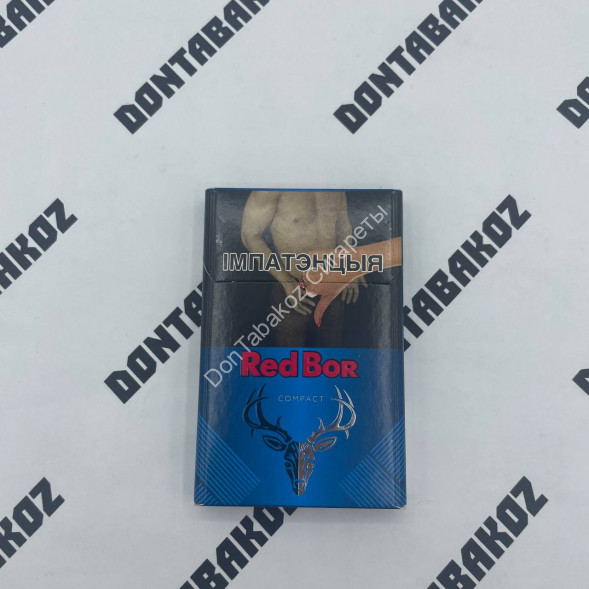 DONTABAKOZ
DONTABAKOZ
DONTABAKOZ
DONTABAKOZ
ІМПАТЭНЦЫЯ
DonTabakoZ Сигареты
Red Bor
COMPACT
DONTABAKOZ
DONTABAKOZ